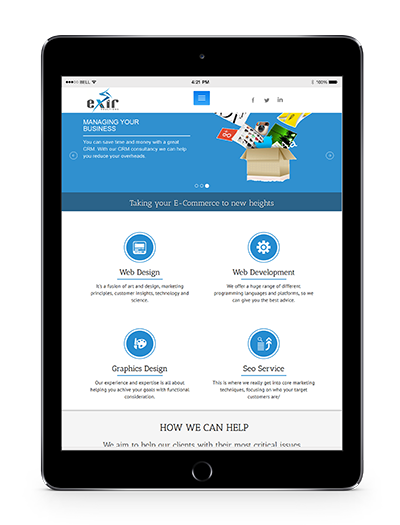 ●●●○○ BELL 4:21 PM 100%
exir
f in
MANAGING YOUR
BUSINESS
You can save time and money with a great
CRM. With our CRM consultancy we can help
you reduce your overheads.
Taking your E-Commerce to new heights
Web Design Web Development
It's a fusion of art and design, marketing
principles, customer insights, technology and
science.
We offer a huge range of different
programming languages and platforms, so we
can give you the best advice.
Graphics Design Seo Service
Our experience and expertise is all about
helping you achive your goals with functional
consideration.
This is where we really get into core marketing
techniques, focusing on who your target
customers are/
HOW WE CAN HELP
We aim to help our clients with their most critical issues